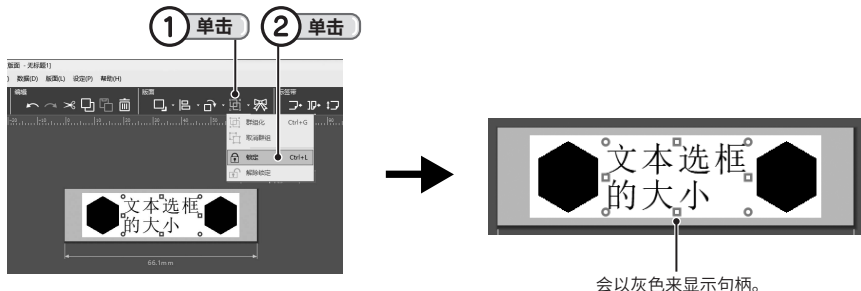 1 单击
2 单击
版面 - 无标题1]
) 数据(D) 版面(L) 设定(P) 帮助(H)
编辑
版面
标签带
群组化 Ctrl+G
取消群组
锁定 Ctrl+L
解除锁定
文本选框
的大小
66.1mm
文本选框
的大小
会以灰色来显示句柄。